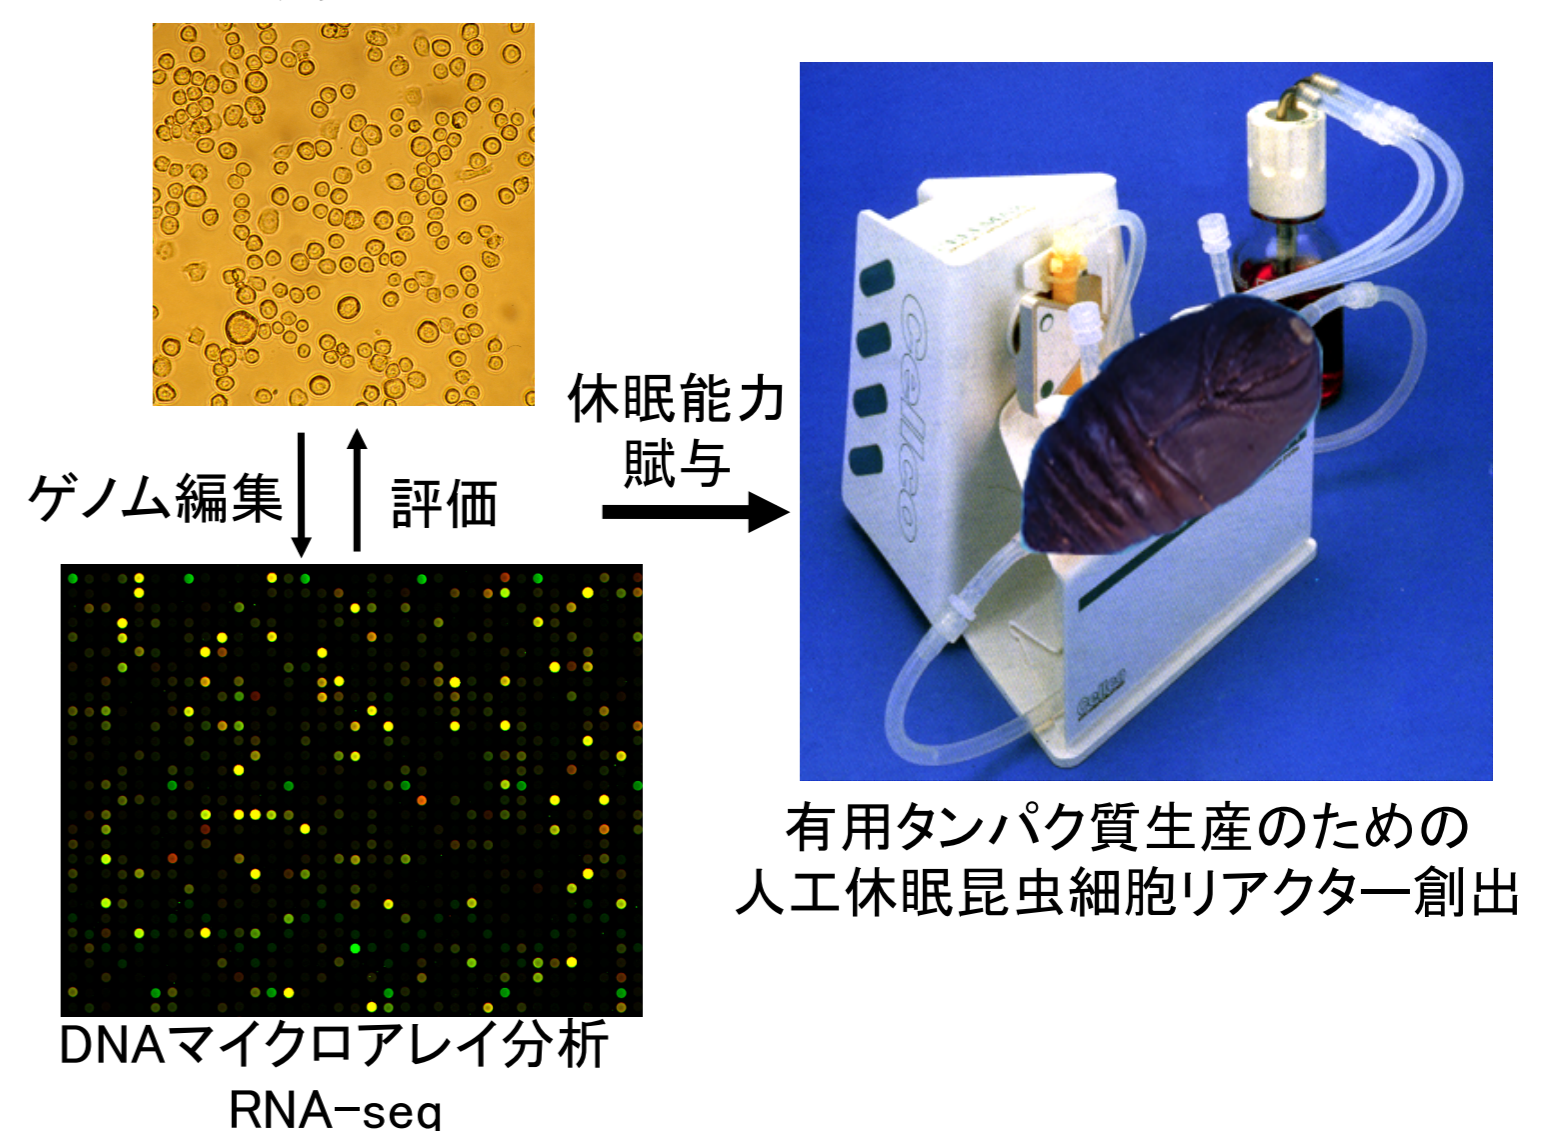 休眠能力
賦与
ゲノム編集
評価
Cellco
Cellco
有用タンパク質生産のための
人工休眠昆虫細胞リアクター創出
DNAマイクロアレイ分析
RNA-seq